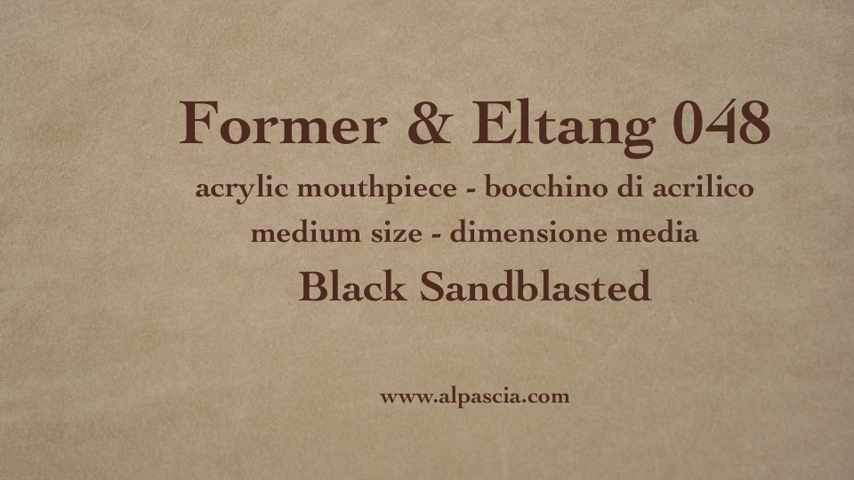 Former & Eltang 048
acrylic mouthpiece - bocchino di acrilico
medium size - dimensione media
Black Sandblasted
www.alpascia.com